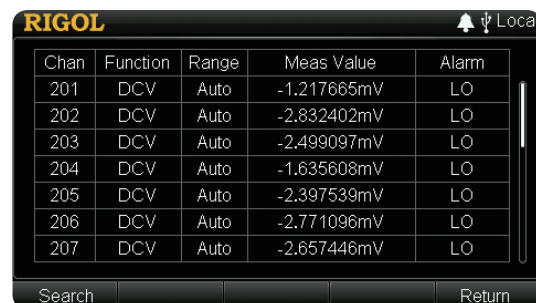 RIGOL Loca
Chan Function Range Meas Value Alarm
201 DCV Auto -1.217665mV LO
202 DCV Auto -2.832402mV LO
203 DCV Auto -2.499097mV LO
204 DCV Auto -1.635608mV LO
205 DCV Auto -2.397539mV LO
206 DCV Auto -2.771096mV LO
207 DCV Auto -2.657446mV LO
Search Return